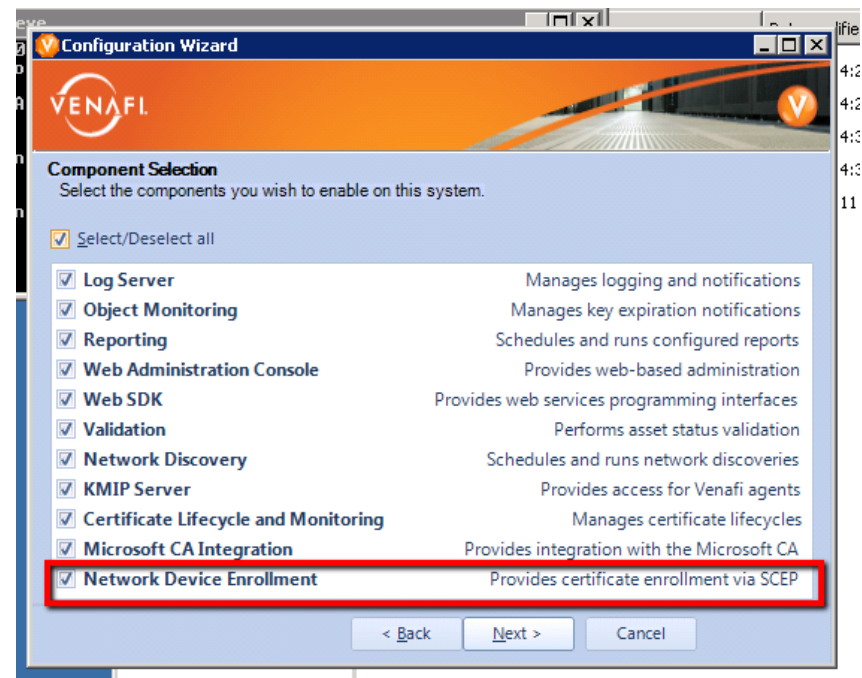 Configuration Wizard
VENAFI.
Component Selection
Select the components you wish to enable on this system.
Select/Deselect all
Log Server Manages logging and notifications
Object Monitoring Manages key expiration notifications
Reporting Schedules and runs configured reports
Web Administration Console Provides web-based administration
Web SDK Provides web services programming interfaces
Validation Performs asset status validation
Network Discovery Schedules and runs network discoveries
KMIP Server Provides access for Venafi agents
Certificate Lifecycle and Monitoring Manages certificate lifecycles
Microsoft CA Integration Provides integration with the Microsoft CA
Network Device Enrollment Provides certificate enrollment via SCEP
< Back Next > Cancel